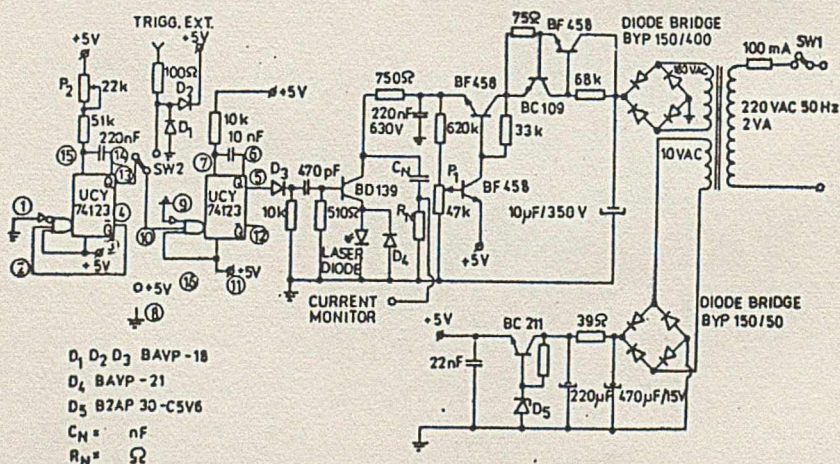 TRIGG. EXT.
+5V
+5V
P2
22k
51k
220nF
15
14
13
UCY
74123
Q
Q̅
4
1
2
+5V
100Ω
D2
D1
SW2
+5V
10k
10 nF
7
6
5
UCY
74123
Q
Q̅
9
10
12
+5V
11
16
+5V
8
D3
470 pF
10k
510Ω
BD139
LASER
DIODE
D4
750Ω
220nF
630V
CN
RN
CURRENT
MONITOR
BF458
620k
P1
47k
BF 458
+5V
75Ω
BF 458
BC 109
68k
33 k
10μF/350 V
DIODE BRIDGE
BYP 150/400
100 mA
SW1
220 VAC 50 Hz
2VA
10VAC
DIODE BRIDGE
BYP 150/50
+5V
BC 211
39Ω
22nF
D5
220μF
470μF/15V
D1 D2 D3 BAVP-18
D4 BAVP-21
D5 B2AP 30-C5V6
CN = nF
RN = Ω